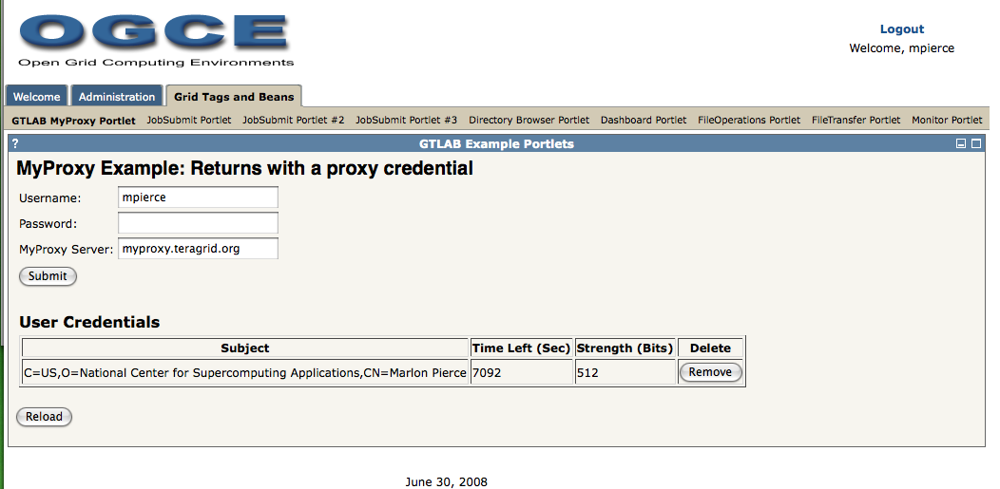 OGCE
Open Grid Computing Environments
Logout
Welcome, mpierce
Welcome Administration Grid Tags and Beans
GTLAB MyProxy Portlet JobSubmit Portlet JobSubmit Portlet #2 JobSubmit Portlet #3 Directory Browser Portlet Dashboard Portlet FileOperations Portlet FileTransfer Portlet Monitor Portlet
? GTLAB Example Portlets
MyProxy Example: Returns with a proxy credential
Username: mpierce
Password:
MyProxy Server: myproxy.teragrid.org
Submit
User Credentials
Subject Time Left (Sec) Strength (Bits) Delete
C=US,O=National Center for Supercomputing Applications,CN=Marlon Pierce 7092 512 Remove
Reload
June 30, 2008